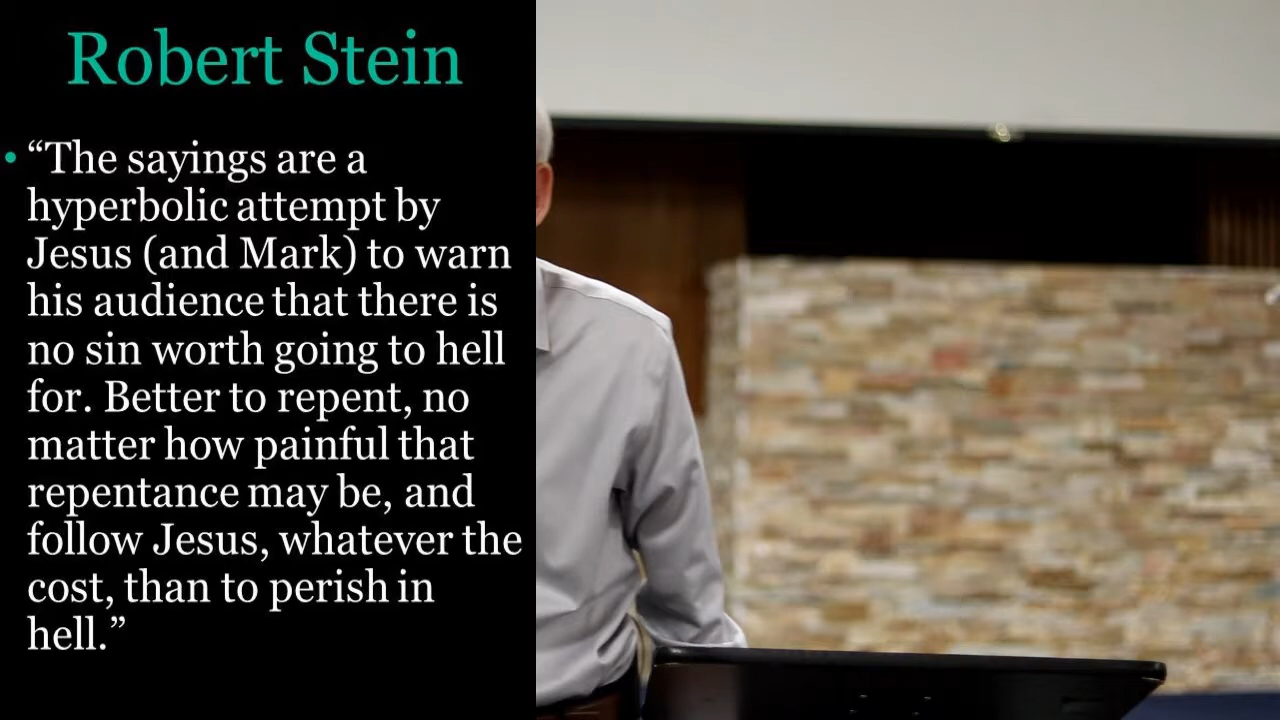 Robert Stein
• “The sayings are a
hyperbolic attempt by
Jesus (and Mark) to warn
his audience that there is
no sin worth going to hell
for. Better to repent, no
matter how painful that
repentance may be, and
follow Jesus, whatever the
cost, than to perish in
hell.”